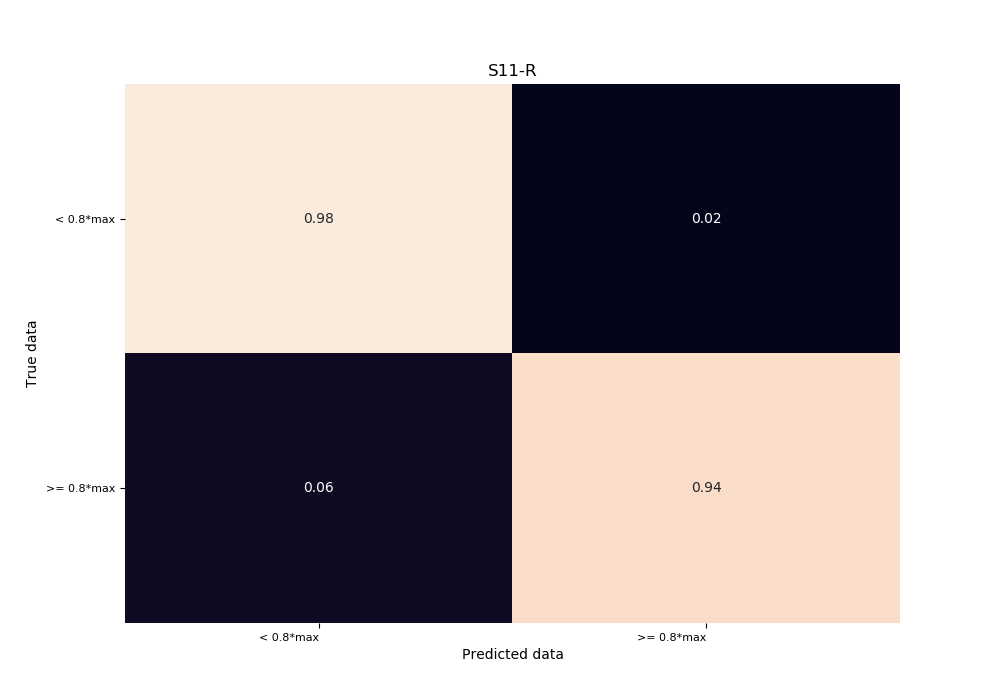 S11-R
< 0.8*max
0.98
0.02
True data
>= 0.8*max
0.06
0.94
< 0.8*max
>= 0.8*max
Predicted data